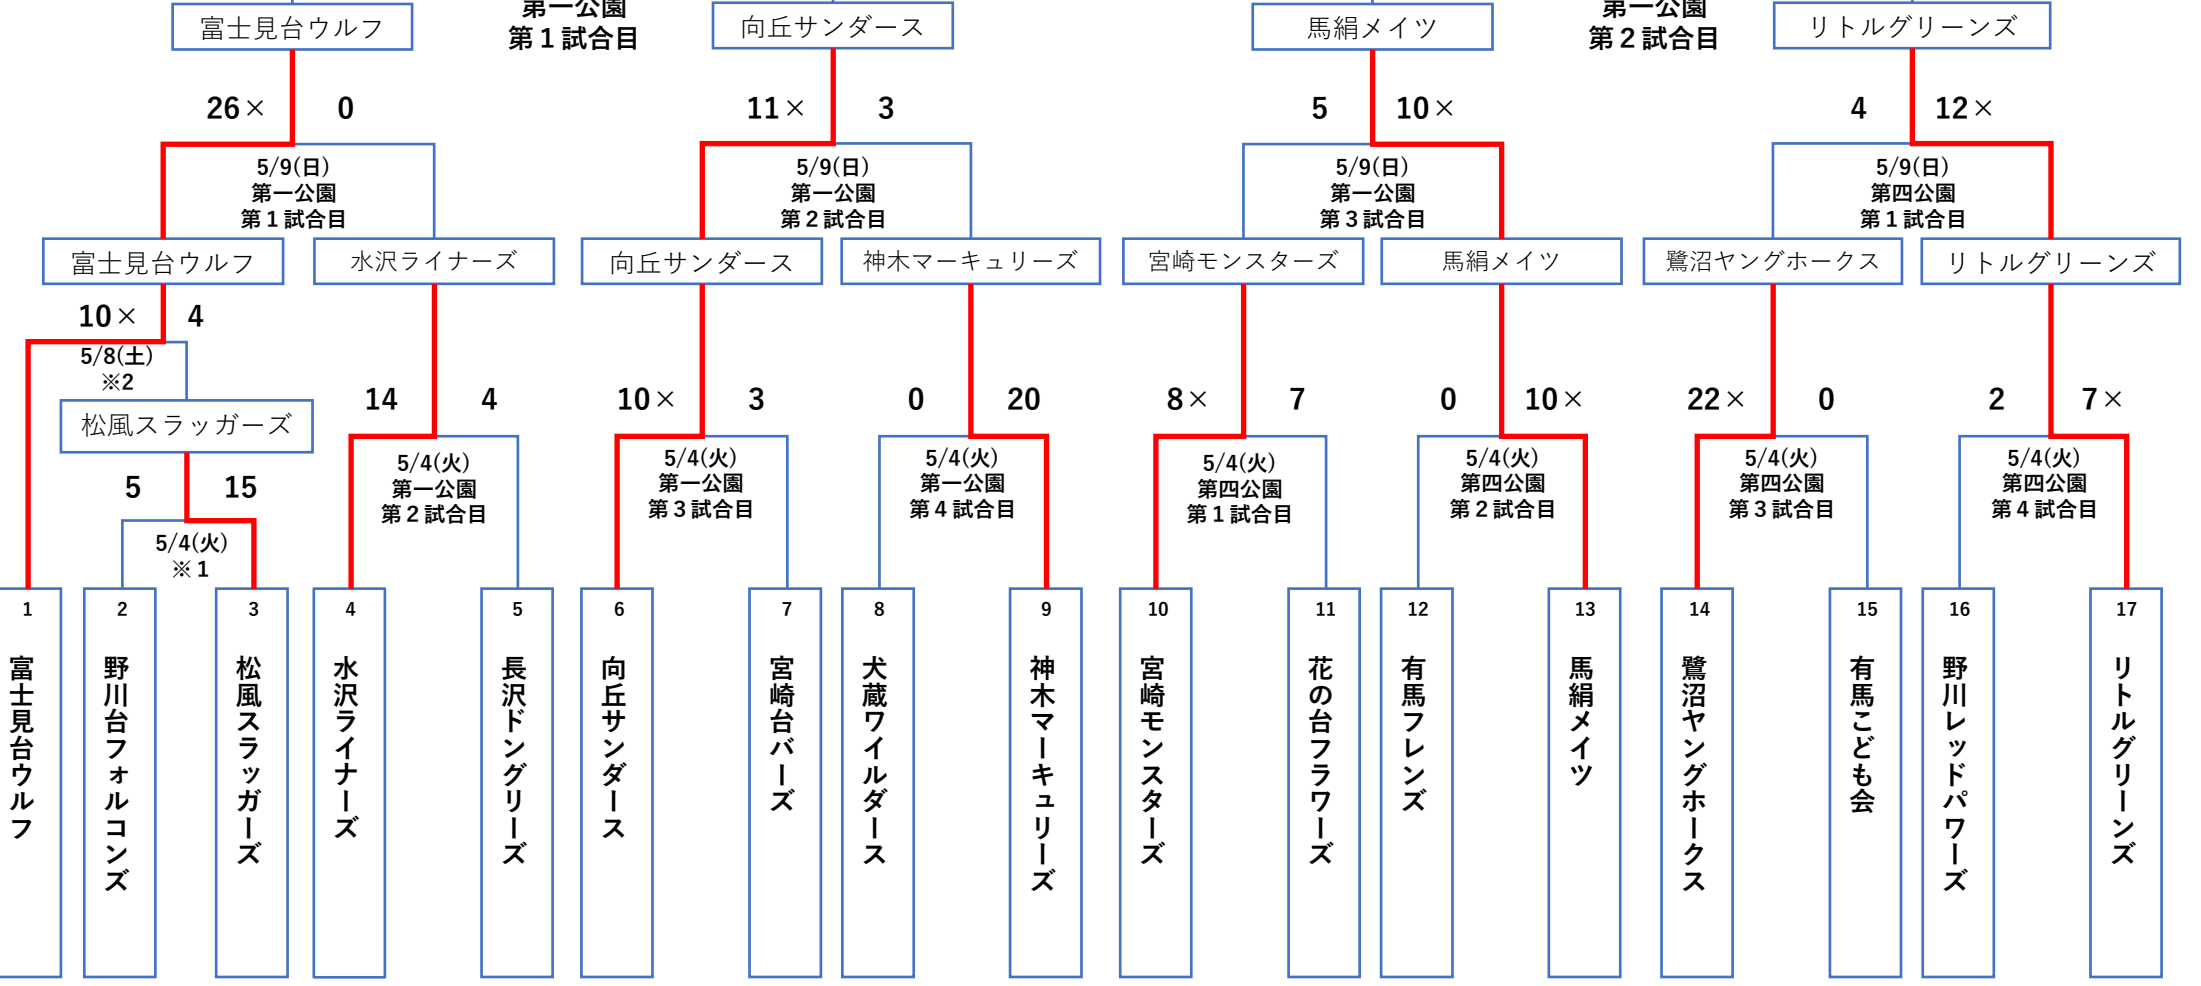 第一公園
第１試合目
第一公園
第２試合目
富士見台ウルフ
向丘サンダース
馬絹メイツ
リトルグリーンズ
26× 0
11× 3
5 10×
4 12×
5/9(日)
第一公園
第１試合目
5/9(日)
第一公園
第２試合目
5/9(日)
第一公園
第３試合目
5/9(日)
第四公園
第１試合目
富士見台ウルフ
水沢ライナーズ
向丘サンダース
神木マーキュリーズ
宮崎モンスターズ
馬絹メイツ
鷺沼ヤングホークス
リトルグリーンズ
10× 4
5/8(土)
※2
松風スラッガーズ
5 15
5/4(火)
※１
14 4
5/4(火)
第一公園
第２試合目
10× 3
5/4(火)
第一公園
第３試合目
0 20
5/4(火)
第一公園
第４試合目
8× 7
5/4(火)
第四公園
第１試合目
0 10×
5/4(火)
第四公園
第２試合目
22× 0
5/4(火)
第四公園
第３試合目
2 7×
5/4(火)
第四公園
第４試合目
1
富士見台ウルフ
2
野川台フォルコンズ
3
松風スラッガーズ
4
水沢ライナーズ
5
長沢ドングリーズ
6
向丘サンダース
7
宮崎台バーズ
8
犬蔵ワイルダース
9
神木マーキュリーズ
10
宮崎モンスターズ
11
花の台フラワーズ
12
有馬フレンズ
13
馬絹メイツ
14
鷺沼ヤングホークス
15
有馬こども会
16
野川レッドパワーズ
17
リトルグリーンズ